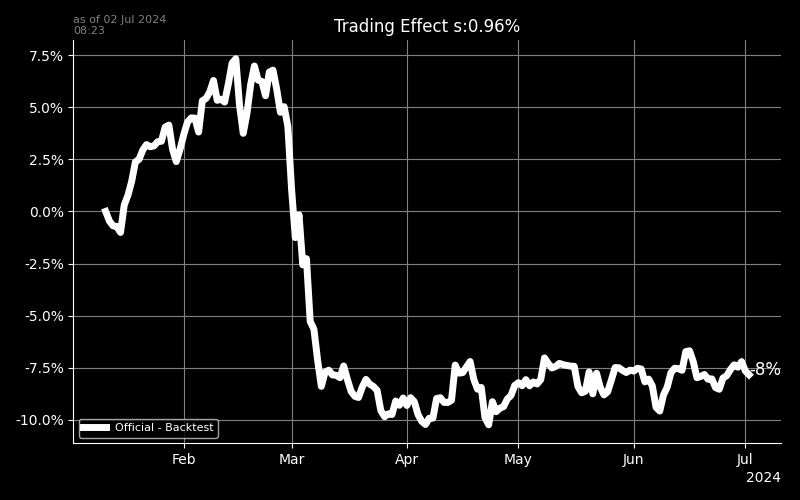 as of 02 Jul 2024
08:23
Trading Effect s:0.96%
7.5%
5.0%
2.5%
0.0%
-2.5%
-5.0%
-7.5%
-10.0%
-8%
Official - Backtest
Feb
Mar
Apr
May
Jun
Jul
2024